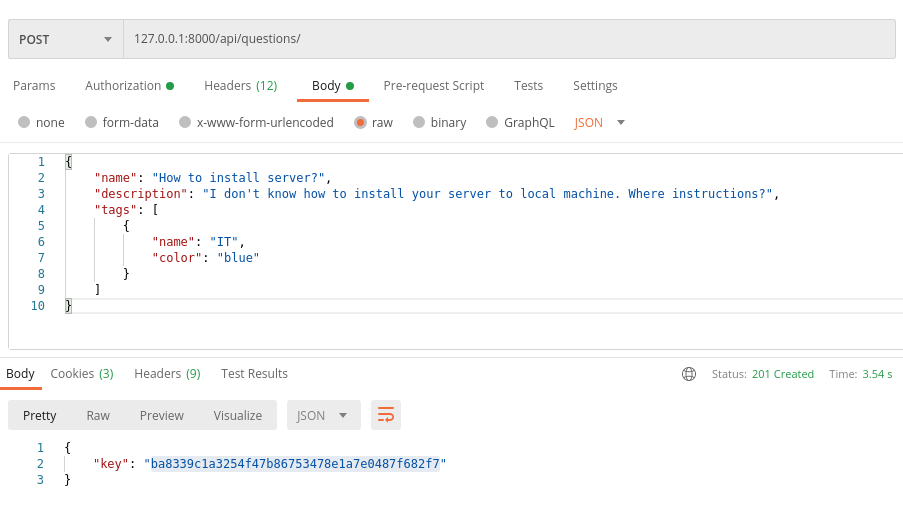 POST 127.0.0.1:8000/api/questions/
Params Authorization Headers (12) Body Pre-request Script Tests Settings
none form-data x-www-form-urlencoded raw binary GraphQL JSON
1 {
2 "name": "How to install server?",
3 "description": "I don't know how to install your server to local machine. Where instructions?",
4 "tags": [
5 {
6 "name": "IT",
7 "color": "blue"
8 }
9 ]
10 }
Body Cookies (3) Headers (9) Test Results Status: 201 Created Time: 3.54 s
Pretty Raw Preview Visualize JSON
1 {
2 "key": "ba8339c1a3254f47b86753478e1a7e0487f682f7"
3 }